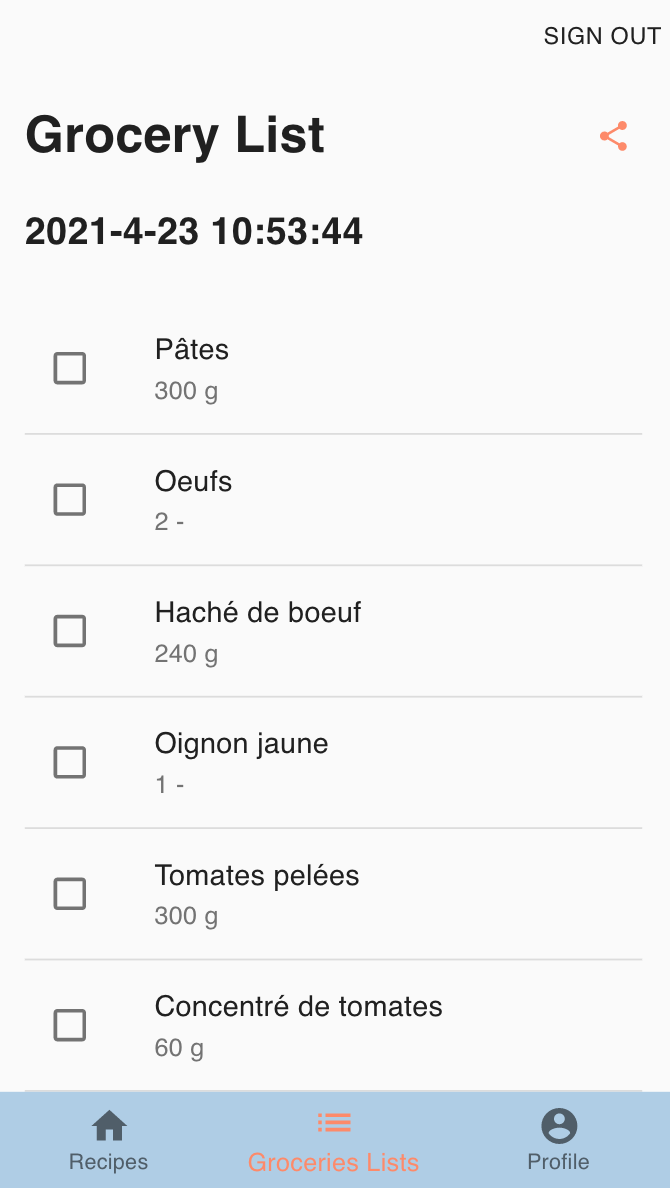 SIGN OUT
Grocery List
2021-4-23 10:53:44
Pâtes
300 g
Oeufs
2 -
Haché de boeuf
240 g
Oignon jaune
1 -
Tomates pelées
300 g
Concentré de tomates
60 g
Recipes
Groceries Lists
Profile